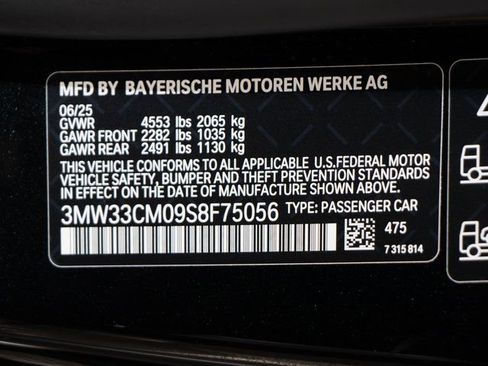 MFD BY BAYERISCHE MOTOREN WERKE AG
06/25
GVWR 4553 lbs 2065 kg
GAWR FRONT 2282 lbs 1035 kg
GAWR REAR 2491 lbs 1130 kg
THIS VEHICLE CONFORMS TO ALL APPLICABLE U.S.FEDERAL MOTOR
VEHICLE SAFETY, BUMPER AND THEFT PREVENTION STANDARDS
IN EFFECT ON THE DATE OF MANUFACTURE SHOWN ABOVE.
3MW33CM09S8F75056 TYPE: PASSENGER CAR
475
7 315 814